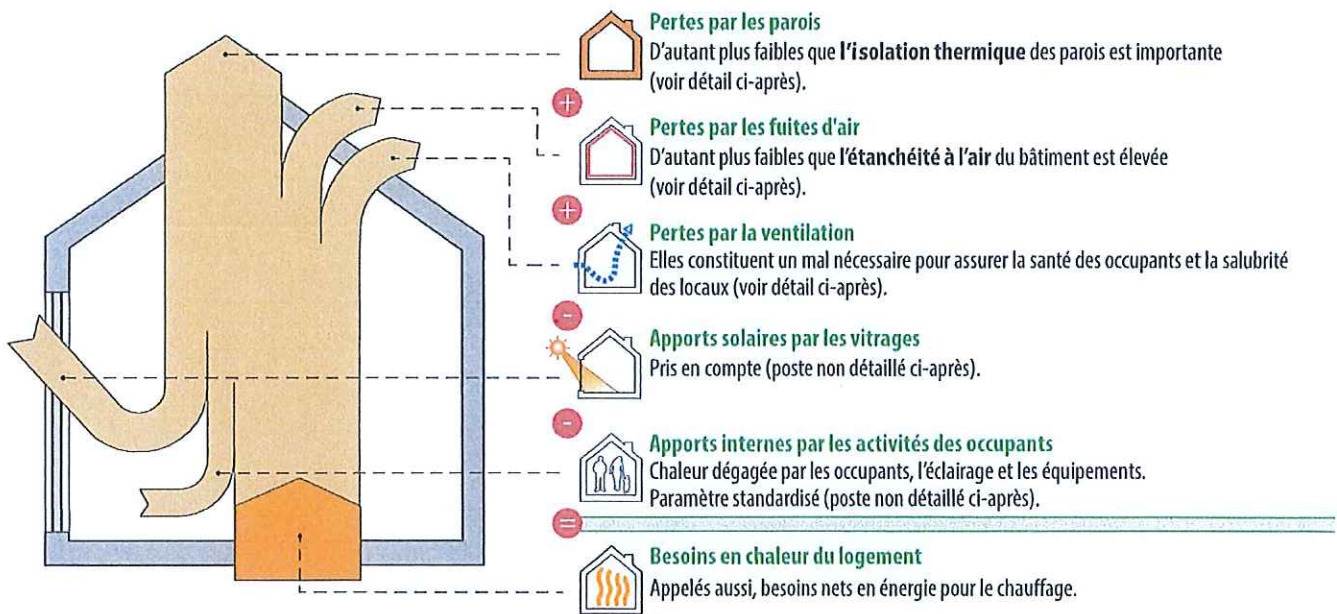 Pertes par les parois
D'autant plus faibles que l'isolation thermique des parois est importante
(voir détail ci-après).
+
Pertes par les fuites d'air
D'autant plus faibles que l'étanchéité à l'air du bâtiment est élevée
(voir détail ci-après).
+
Pertes par la ventilation
Elles constituent un mal nécessaire pour assurer la santé des occupants et la salubrité
des locaux (voir détail ci-après).
-
Apports solaires par les vitrages
Pris en compte (poste non détaillé ci-après).
-
Apports internes par les activités des occupants
Chaleur dégagée par les occupants, l'éclairage et les équipements.
Paramètre standardisé (poste non détaillé ci-après).
=
Besoins en chaleur du logement
Appelés aussi, besoins nets en énergie pour le chauffage.